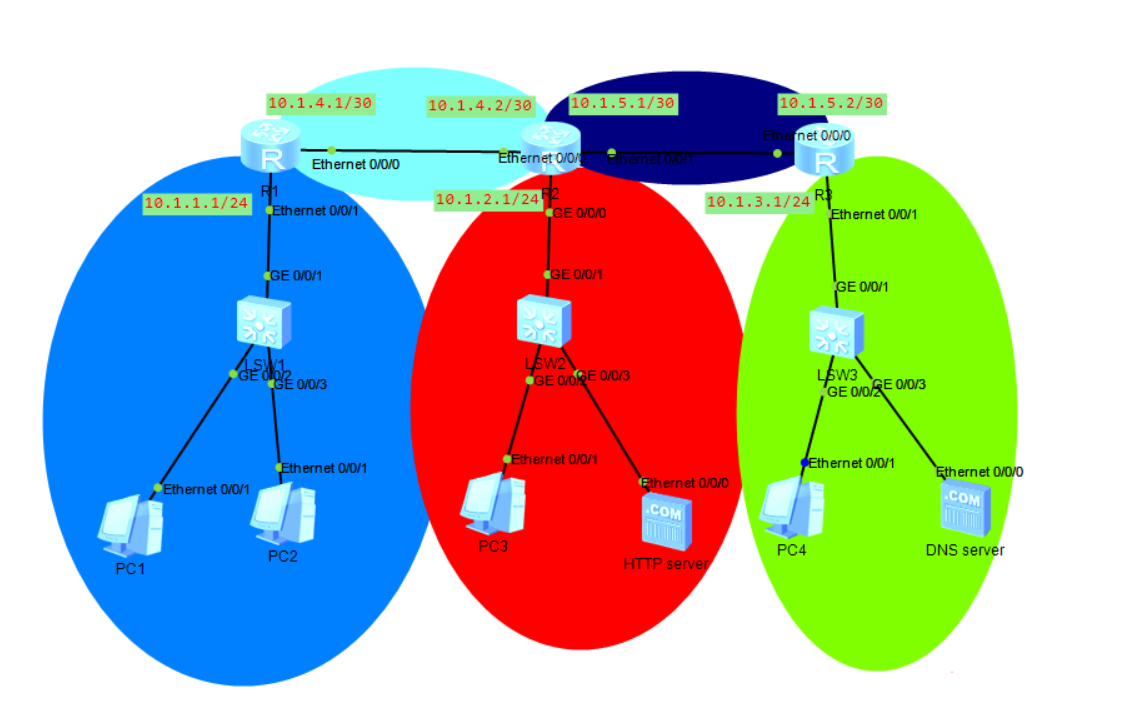 10.1.4.1/30
10.1.4.2/30
10.1.5.1/30
10.1.5.2/30
R
R
R
Ethernet 0/0/0
Ethernet 0/0/0
Ethernet 0/0/1
Ethernet 0/0/0
R1
R2
R3
10.1.1.1/24
10.1.2.1/24
10.1.3.1/24
Ethernet 0/0/1
GE 0/0/0
Ethernet 0/0/1
GE 0/0/1
GE 0/0/1
GE 0/0/1
LSW1
LSW2
LSW3
GE 0/0/2
GE 0/0/3
GE 0/0/2
GE 0/0/3
GE 0/0/2
GE 0/0/3
Ethernet 0/0/1
Ethernet 0/0/1
Ethernet 0/0/1
Ethernet 0/0/0
Ethernet 0/0/1
Ethernet 0/0/0
.COM
.COM
PC1
PC2
PC3
HTTP server
PC4
DNS server